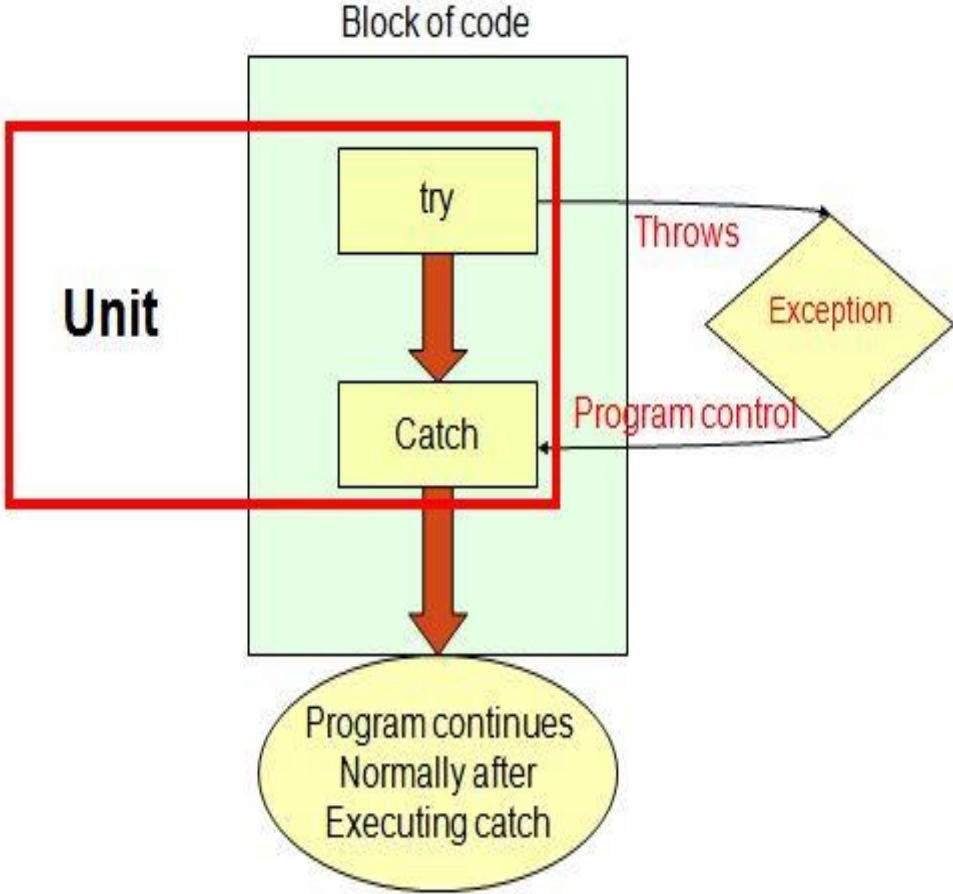 Block of code
try
Throws
Unit
Exception
Program control
Catch
Program continues
Normally after
Executing catch